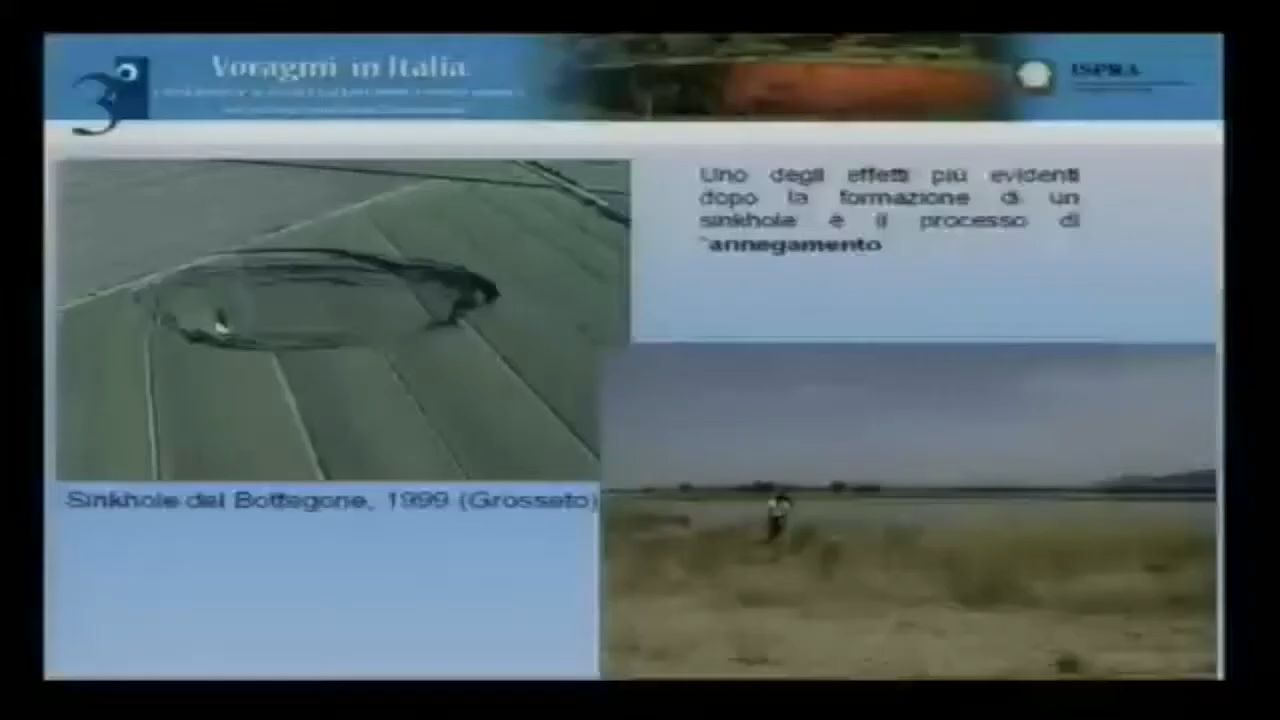 3°
Voragini in Italia
ISPRA
Uno degli effetti più evidenti
dopo la formazione di un
sinkhole è il processo di
"annegamento
Sinkhole del Bottegone, 1999 (Grosseto)